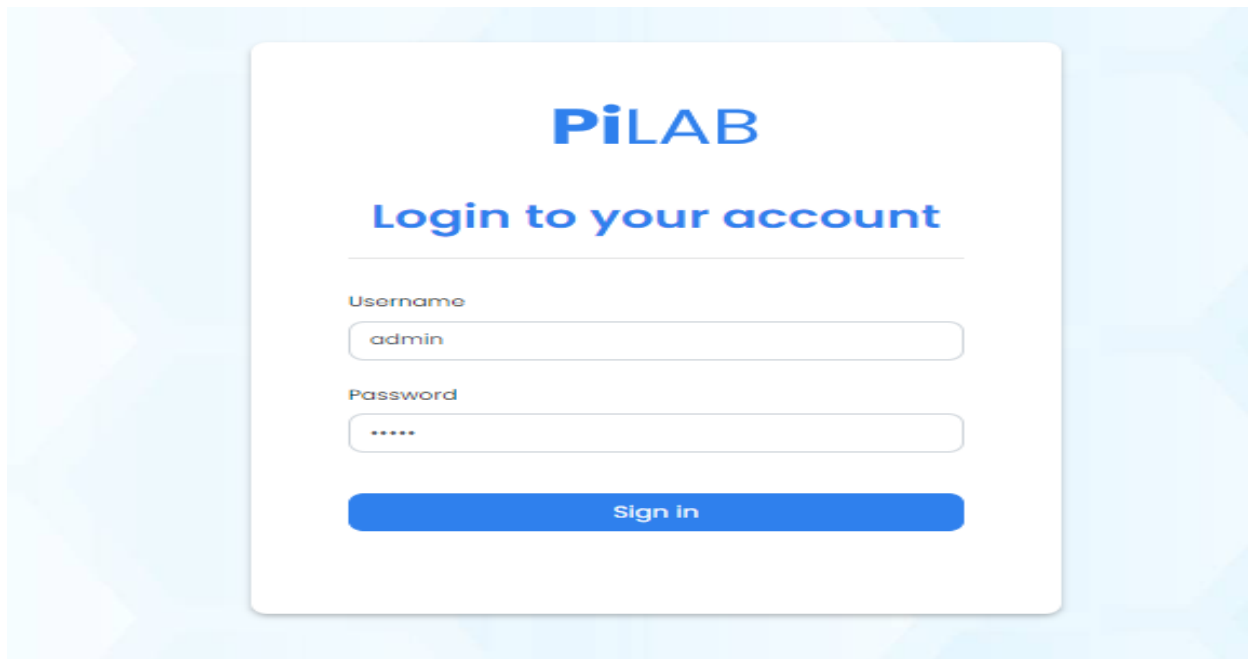 PiLAB
Login to your account
Username
admin
Password
•••••
Sign in